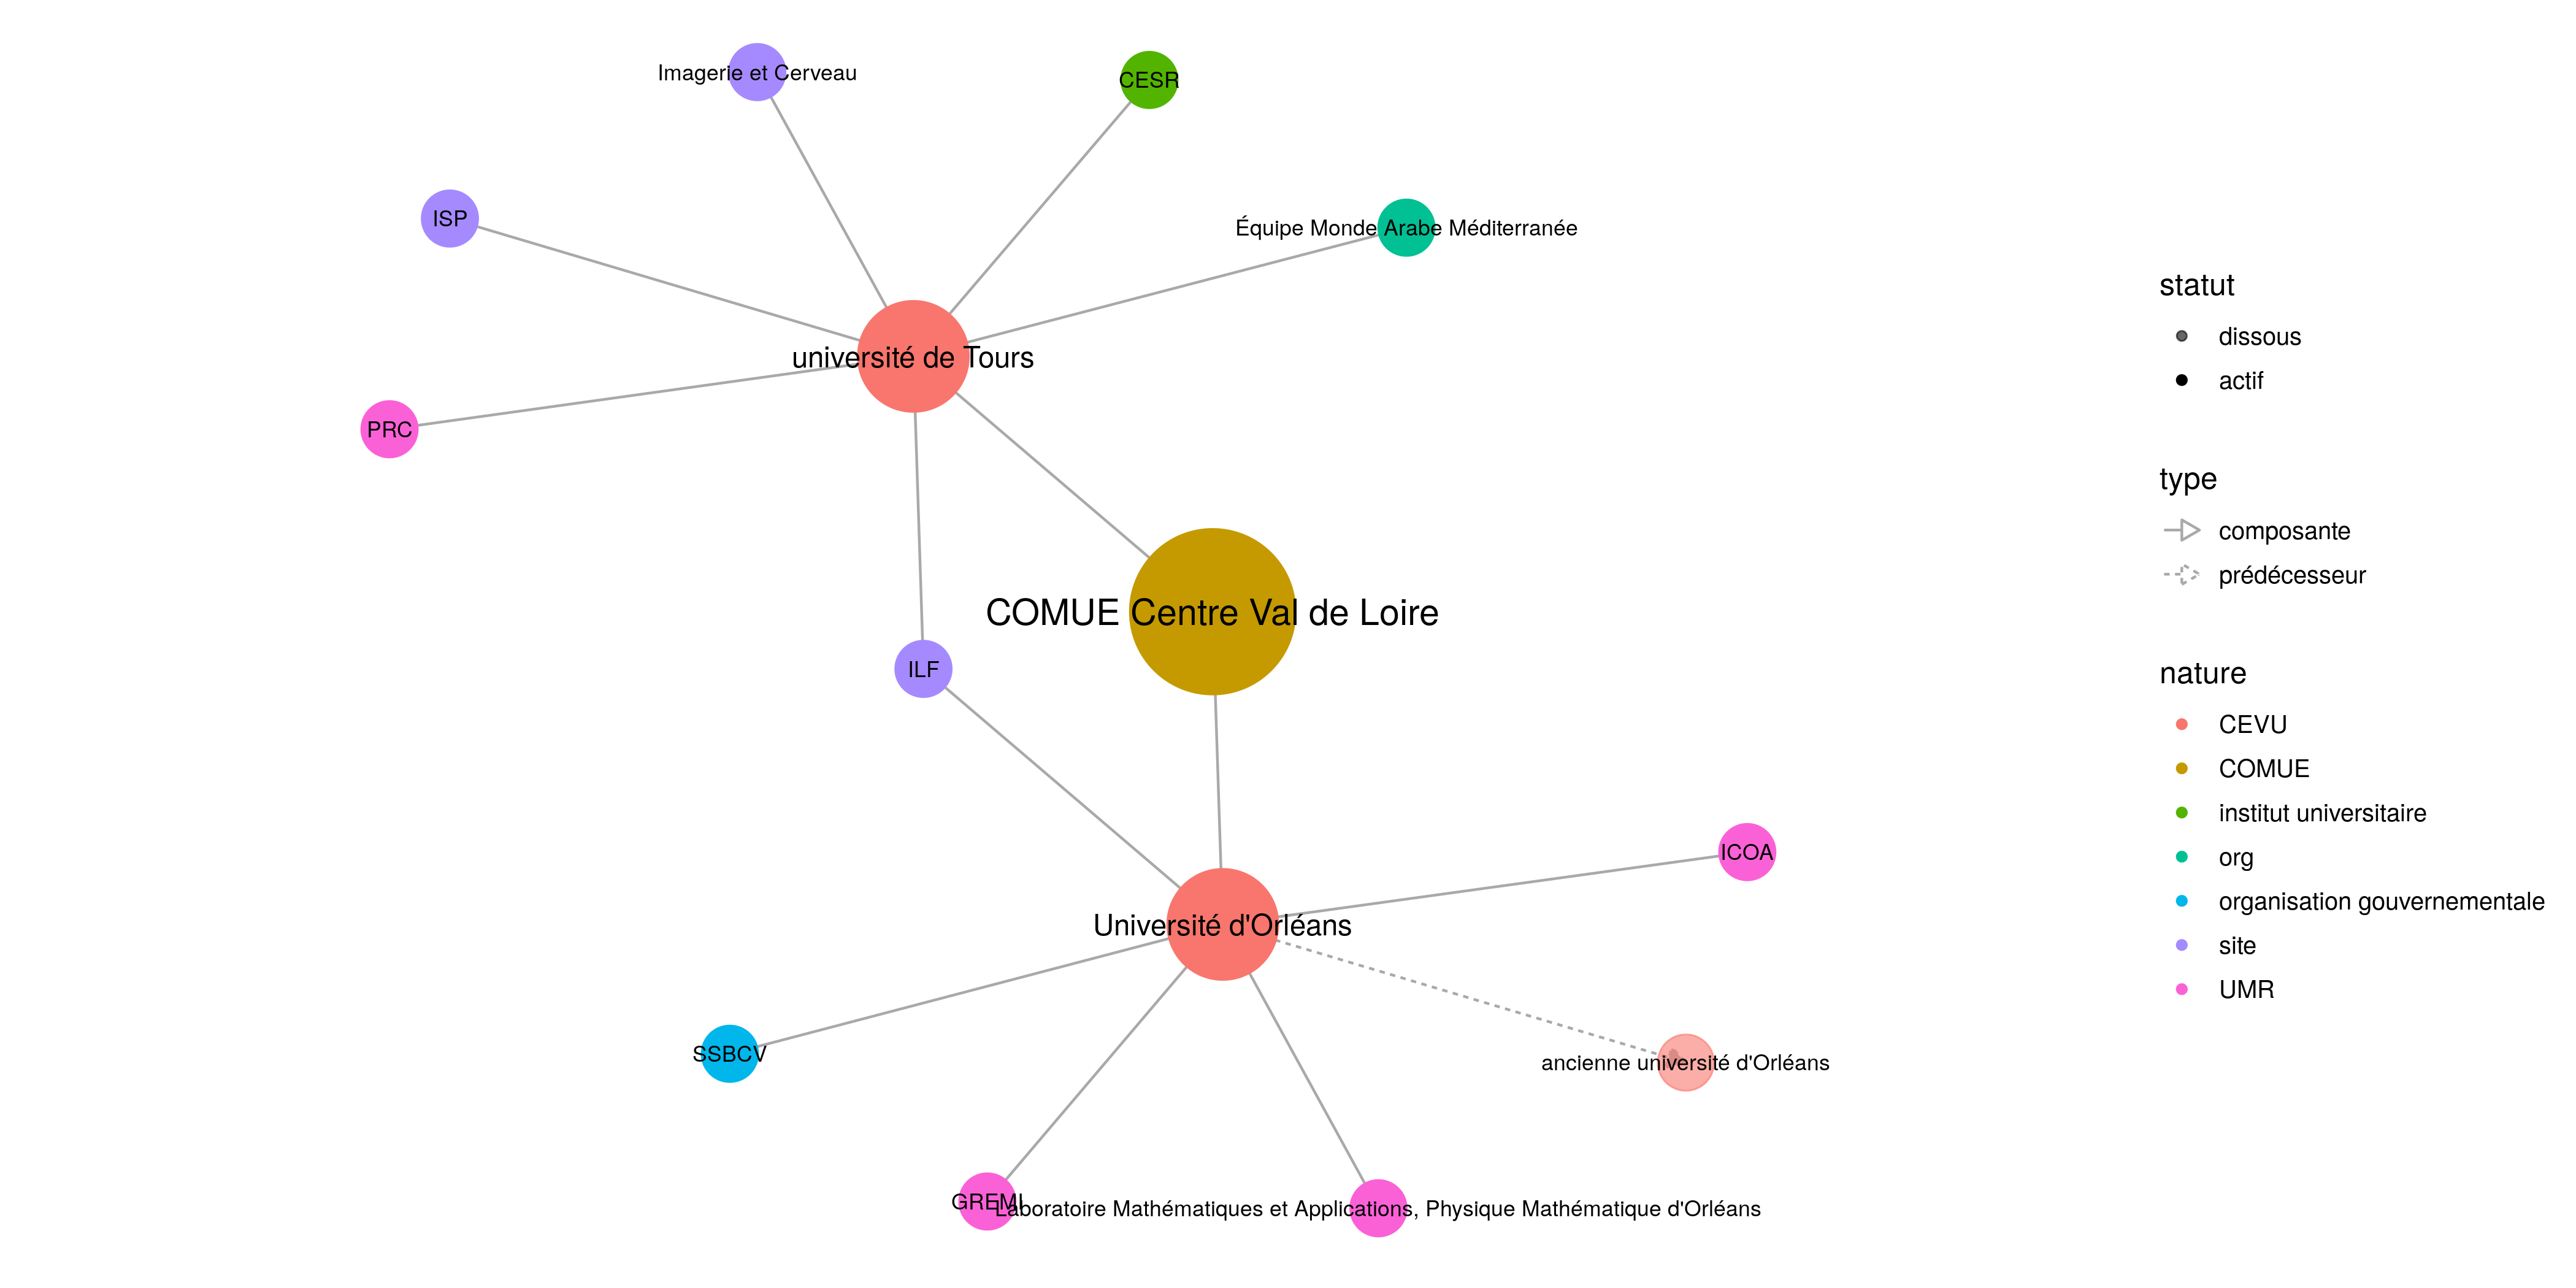 Imagerie et Cerveau
CESR
ISP
Équipe Monde Arabe Méditerranée
université de Tours
PRC
COMUE Centre Val de Loire
ILF
ICOA
Université d'Orléans
SSBCV
ancienne université d'Orléans
GREMI
Laboratoire Mathématiques et Applications, Physique Mathématique d'Orléans
statut
dissous
actif
type
composante
prédécesseur
nature
CEVU
COMUE
institut universitaire
org
organisation gouvernementale
site
UMR